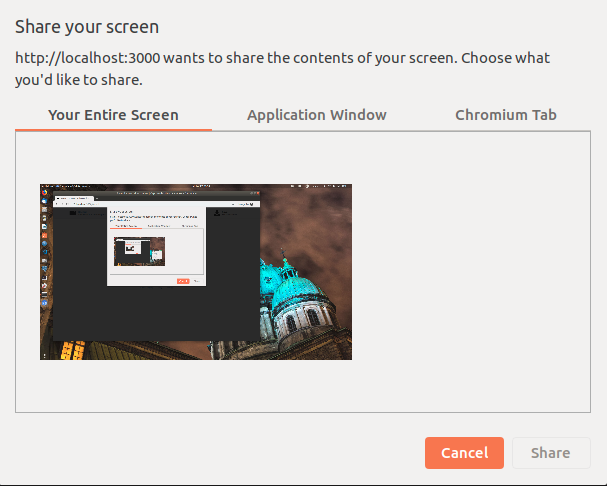 Share your screen
http://localhost:3000 wants to share the contents of your screen. Choose what
you'd like to share.
Your Entire Screen Application Window Chromium Tab
Cancel Share